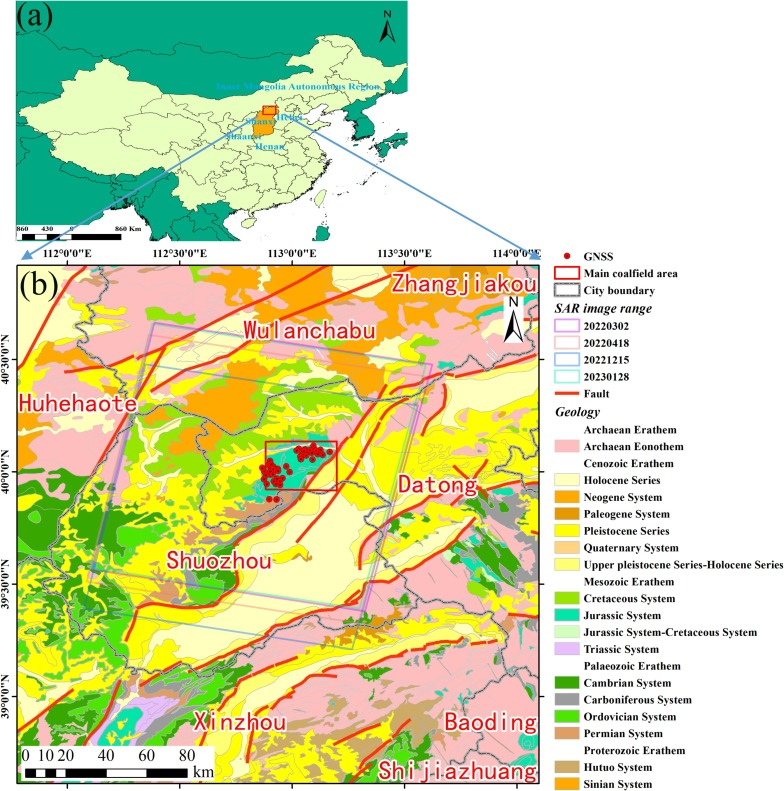 (a)
N
Inner Mongolia Autonomous Region
Hebei
Shanxi
Shaanxi
Henan
860 430 0 860 Km
112°0'0"E 112°30'0"E 113°0'0"E 113°30'0"E 114°0'0"E
(b)
Zhangjiakou
N
Wulanchabu
40°30'0"N
Huhehaote
40°0'0"N
Datong
Shuozhou
39°30'0"N
39°0'0"N
Xinzhou
Baoding
Shijiazhuang
0 10 20 40 60 80
km
GNSS
Main coalfield area
City boundary
SAR image range
20220302
20220418
20221215
20230128
Fault
Geology
Archaean Erathem
Archaean Eonothem
Cenozoic Erathem
Holocene Series
Neogene System
Paleogene System
Pleistocene Series
Quaternary System
Upper pleistocene Series-Holocene Series
Mesozoic Erathem
Cretaceous System
Jurassic System
Jurassic System-Cretaceous System
Triassic System
Palaeozoic Erathem
Cambrian System
Carboniferous System
Ordovician System
Permian System
Proterozoic Erathem
Hutuo System
Sinian System